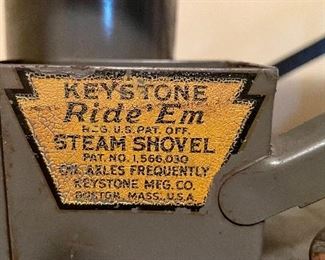 KEYSTONE
Ride'Em
REG. U.S. PAT. OFF.
STEAM SHOVEL
PAT. NO. 1,566,030
OIL AXLES FREQUENTLY
KEYSTONE MFG. CO.
BOSTON, MASS., U.S.A.